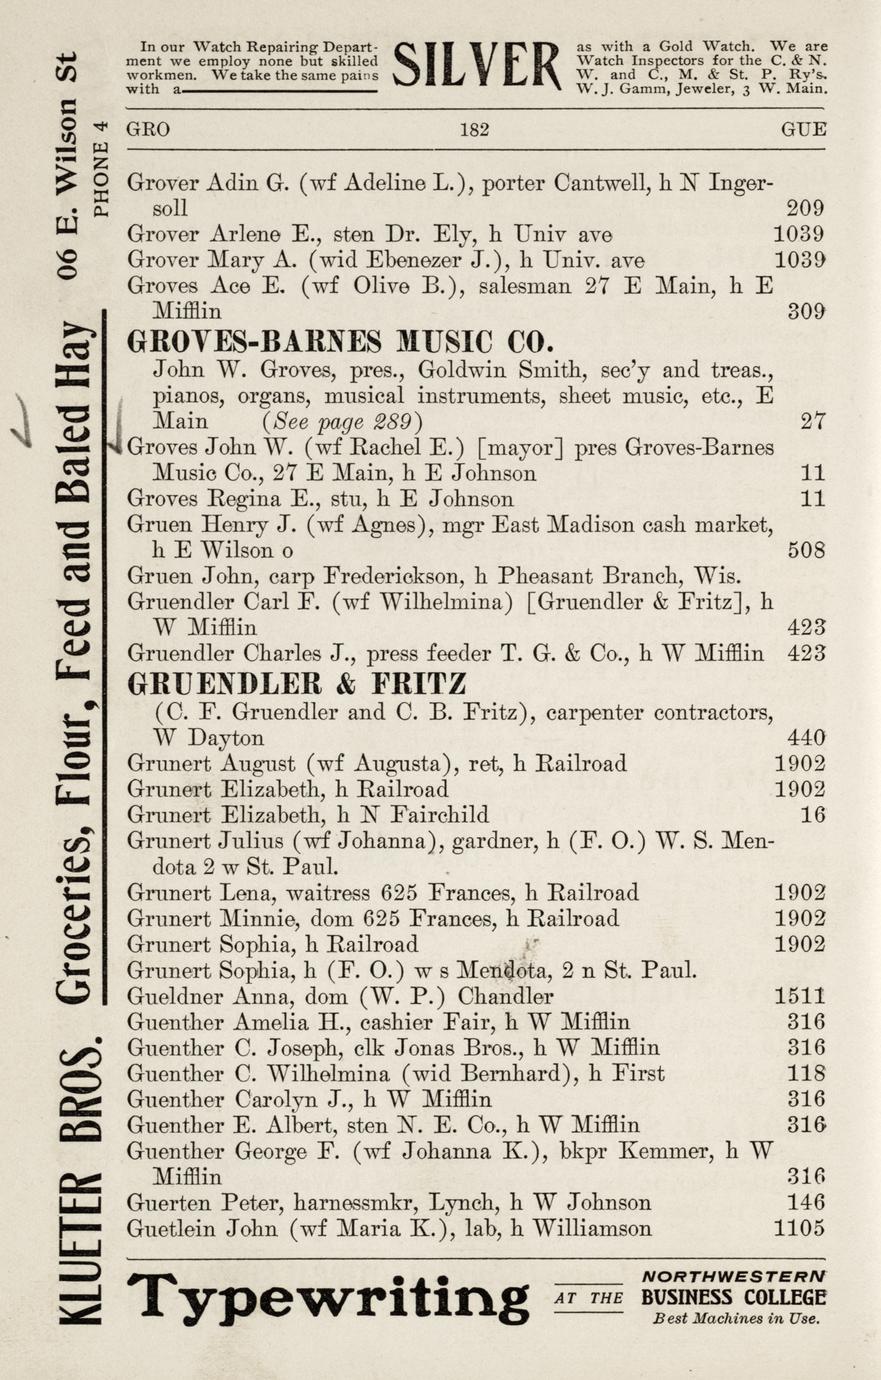 In our Watch Repairing Depart-
ment we employ none but skilled
workmen. We take the same pains
with a
SILVER
as with a Gold Watch. We are
Watch Inspectors for the C. & N.
W. and C., M. & St. P. Ry's.
W. J. Gamm, Jeweler, 3 W. Main.
GRO 182 GUE
Grover Adin G. (wf Adeline L.), porter Cantwell, h N Inger-
soll 209
Grover Arlene E., sten Dr. Ely, h Univ ave 1039
Grover Mary A. (wid Ebenezer J.), h Univ. ave 1039
Groves Ace E. (wf Olive B.), salesman 27 E Main, h E
Mifflin 309
GROVES-BARNES MUSIC CO.
John W. Groves, pres., Goldwin Smith, sec'y and treas.,
pianos, organs, musical instruments, sheet music, etc., E
Main (See page 289) 27
Groves John W. (wf Rachel E.) [mayor] pres Groves-Barnes
Music Co., 27 E Main, h E Johnson 11
Groves Regina E., stu, h E Johnson 11
Gruen Henry J. (wf Agnes), mgr East Madison cash market,
h E Wilson o 508
Gruen John, carp Frederickson, h Pheasant Branch, Wis.
Gruendler Carl F. (wf Wilhelmina) [Gruendler & Fritz], h
W Mifflin 423
Gruendler Charles J., press feeder T. G. & Co., h W Mifflin 423
GRUENDLER & FRITZ
(C. F. Gruendler and C. B. Fritz), carpenter contractors,
W Dayton 440
Grunert August (wf Augusta), ret, h Railroad 1902
Grunert Elizabeth, h Railroad 1902
Grunert Elizabeth, h N Fairchild 16
Grunert Julius (wf Johanna), gardner, h (F. O.) W. S. Men-
dota 2 w St. Paul.
Grunert Lena, waitress 625 Frances, h Railroad 1902
Grunert Minnie, dom 625 Frances, h Railroad 1902
Grunert Sophia, h Railroad 1902
Grunert Sophia, h (F. O.) w s Mendota, 2 n St. Paul.
Gueldner Anna, dom (W. P.) Chandler 1511
Guenther Amelia H., cashier Fair, h W Mifflin 316
Guenther C. Joseph, clk Jonas Bros., h W Mifflin 316
Guenther C. Wilhelmina (wid Bernhard), h First 118
Guenther Carolyn J., h W Mifflin 316
Guenther E. Albert, sten N. E. Co., h W Mifflin 316
Guenther George F. (wf Johanna K.), bkpr Kemmer, h W
Mifflin 316
Guerten Peter, harnessmkr, Lynch, h W Johnson 146
Guetlein John (wf Maria K.), lab, h Williamson 1105
Typewriting
AT THE
NORTHWESTERN
BUSINESS COLLEGE
Best Machines in Use.
KLUETER BROS. Groceries, Flour, Feed and Baled Hay 06 E. Wilson St
PHONE 4